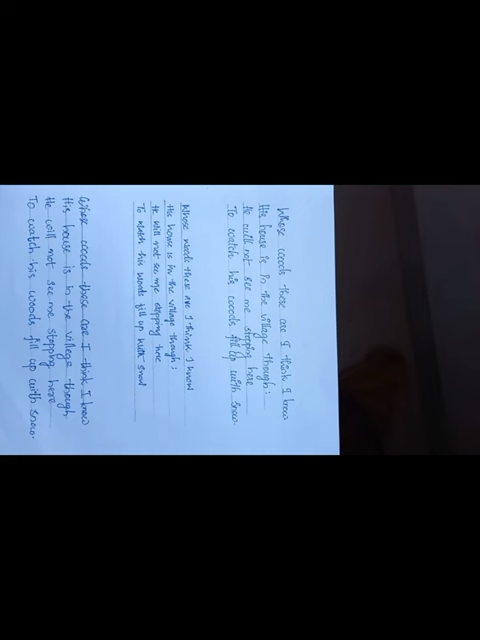 Whose woods these are I think I know
His house is in the village though:
He will not see me stopping here
To watch his woods fill up with snow.
Whose woods these are I think I know
His house is in the village though:
He will not see me stopping here
To watch his woods fill up with snow
Whose woods these are I think I know
His house is in the village though,
He will not see me stopping here
To watch his woods fill up with snow.